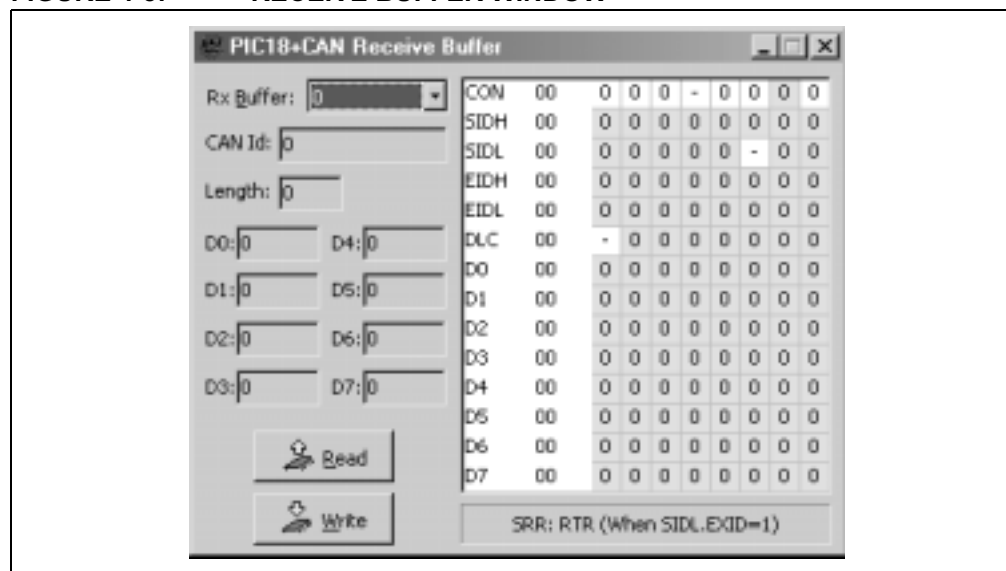 PIC18+CAN Receive Buffer
Rx Buffer: 0
CAN Id: 0
Length: 0
D0: 0 D4: 0
D1: 0 D5: 0
D2: 0 D6: 0
D3: 0 D7: 0
Read
Write
CON 00 0 0 0 - 0 0 0 0
SIDH 00 0 0 0 0 0 0 0 0
SIDL 00 0 0 0 0 0 - 0 0
EIDH 00 0 0 0 0 0 0 0 0
EIDL 00 0 0 0 0 0 0 0 0
DLC 00 - 0 0 0 0 0 0 0
D0 00 0 0 0 0 0 0 0 0
D1 00 0 0 0 0 0 0 0 0
D2 00 0 0 0 0 0 0 0 0
D3 00 0 0 0 0 0 0 0 0
D4 00 0 0 0 0 0 0 0 0
D5 00 0 0 0 0 0 0 0 0
D6 00 0 0 0 0 0 0 0 0
D7 00 0 0 0 0 0 0 0 0
SRR: RTR (When SIDL.EXID=1)